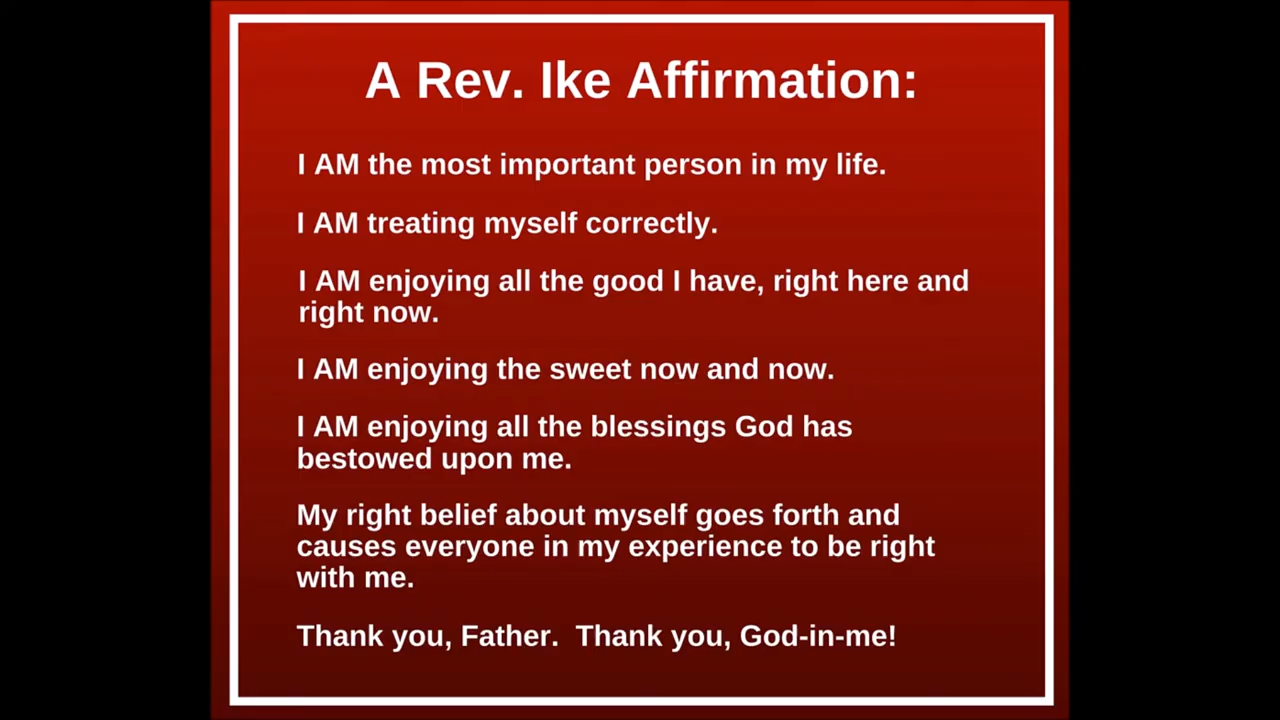 A Rev. Ike Affirmation:
I AM the most important person in my life.
I AM treating myself correctly.
I AM enjoying all the good I have, right here and
right now.
I AM enjoying the sweet now and now.
I AM enjoying all the blessings God has
bestowed upon me.
My right belief about myself goes forth and
causes everyone in my experience to be right
with me.
Thank you, Father.  Thank you, God-in-me!